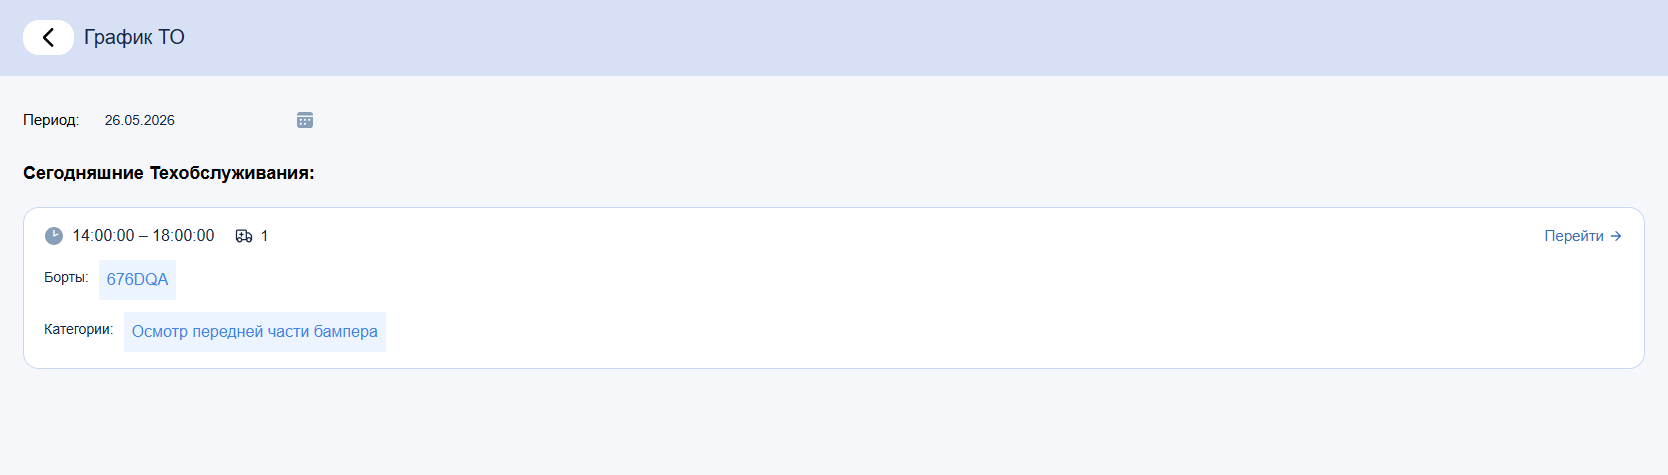 График ТО
Период: 26.05.2026
Сегодняшние Техобслуживания:
14:00:00 – 18:00:00 1 Перейти →
Борты: 676DQA
Категории: Осмотр передней части бампера